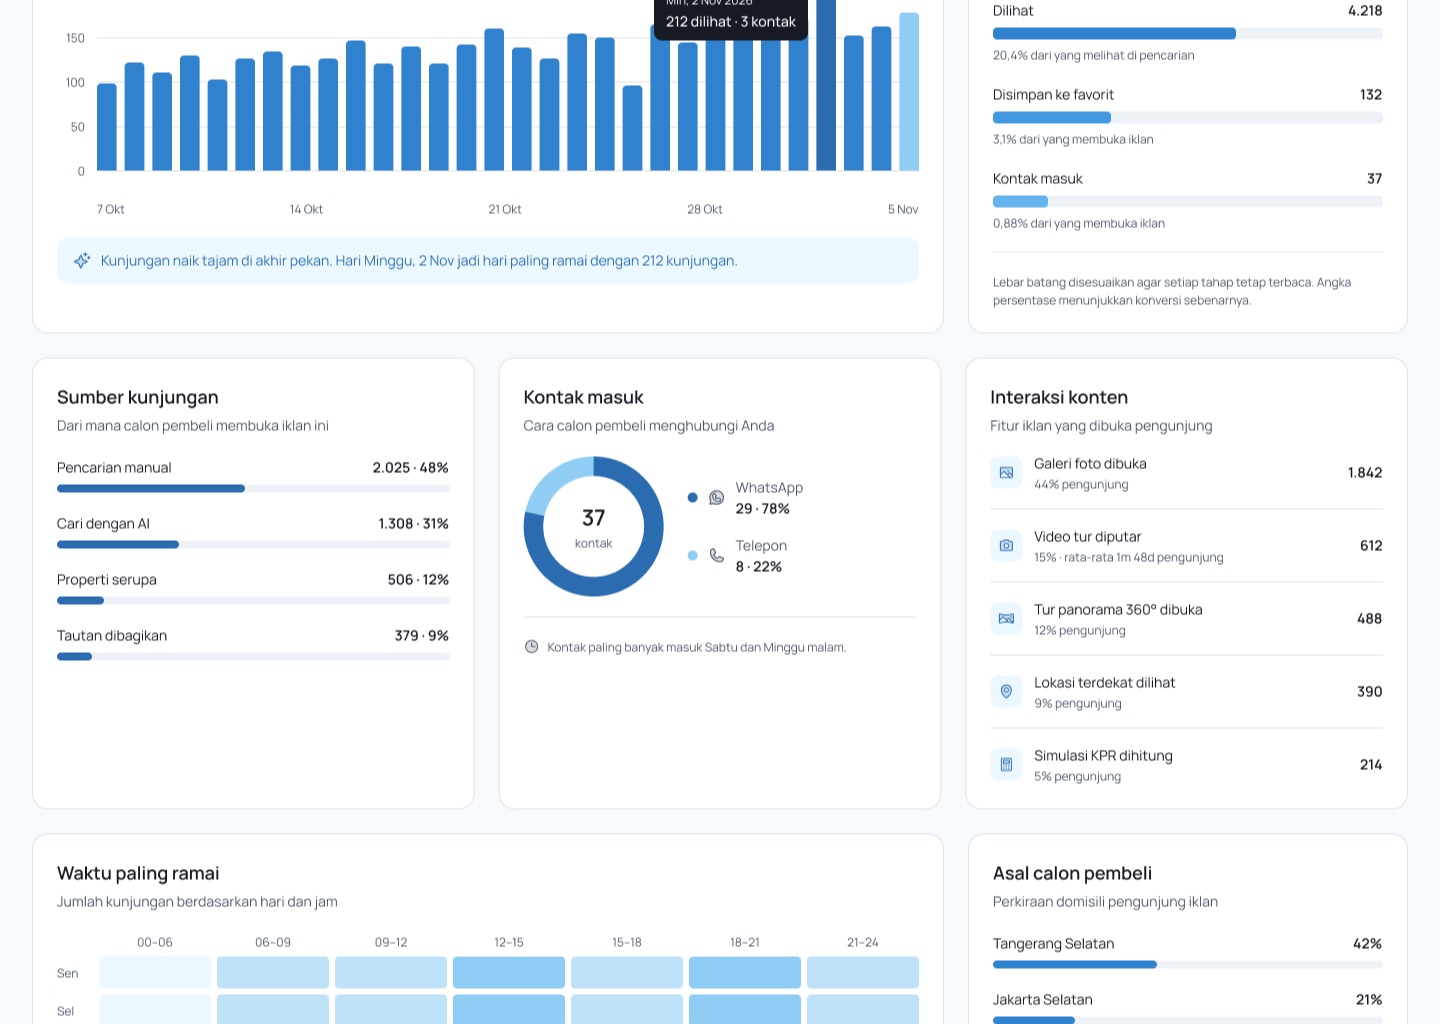 Min, 2 Nov 2026
212 dilihat · 3 kontak
150
100
50
0
7 Okt
14 Okt
21 Okt
28 Okt
5 Nov
Kunjungan naik tajam di akhir pekan. Hari Minggu, 2 Nov jadi hari paling ramai dengan 212 kunjungan.
Dilihat
4.218
20,4% dari yang melihat di pencarian
Disimpan ke favorit
132
3,1% dari yang membuka iklan
Kontak masuk
37
0,88% dari yang membuka iklan
Lebar batang disesuaikan agar setiap tahap tetap terbaca. Angka
persentase menunjukkan konversi sebenarnya.
Sumber kunjungan
Dari mana calon pembeli membuka iklan ini
Pencarian manual
2.025 · 48%
Cari dengan AI
1.308 · 31%
Properti serupa
506 · 12%
Tautan dibagikan
379 · 9%
Kontak masuk
Cara calon pembeli menghubungi Anda
37
kontak
WhatsApp
29 · 78%
Telepon
8 · 22%
Kontak paling banyak masuk Sabtu dan Minggu malam.
Interaksi konten
Fitur iklan yang dibuka pengunjung
Galeri foto dibuka
44% pengunjung
1.842
Video tur diputar
15% · rata-rata 1m 48d pengunjung
612
Tur panorama 360° dibuka
12% pengunjung
488
Lokasi terdekat dilihat
9% pengunjung
390
Simulasi KPR dihitung
5% pengunjung
214
Waktu paling ramai
Jumlah kunjungan berdasarkan hari dan jam
00–06
06–09
09–12
12–15
15–18
18–21
21–24
Sen
Sel
Asal calon pembeli
Perkiraan domisili pengunjung iklan
Tangerang Selatan
42%
Jakarta Selatan
21%